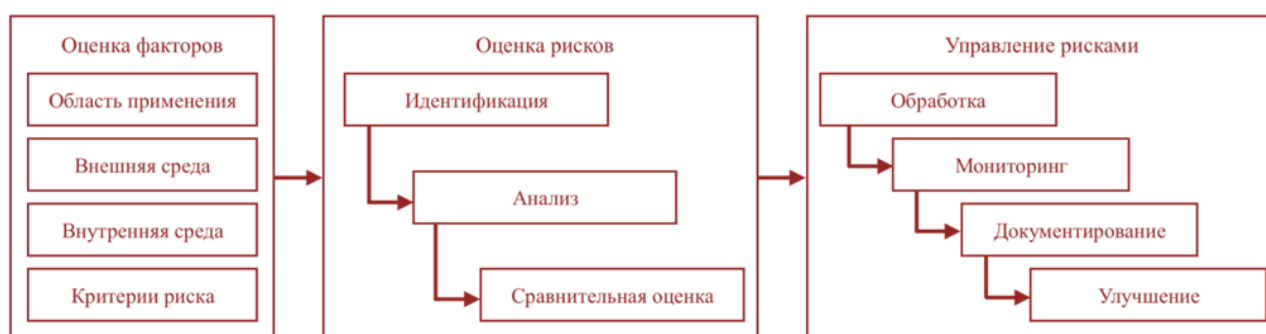 Оценка факторов
Область применения
Внешняя среда
Внутренняя среда
Критерии риска
Оценка рисков
Идентификация
Анализ
Сравнительная оценка
Управление рисками
Обработка
Мониторинг
Документирование
Улучшение